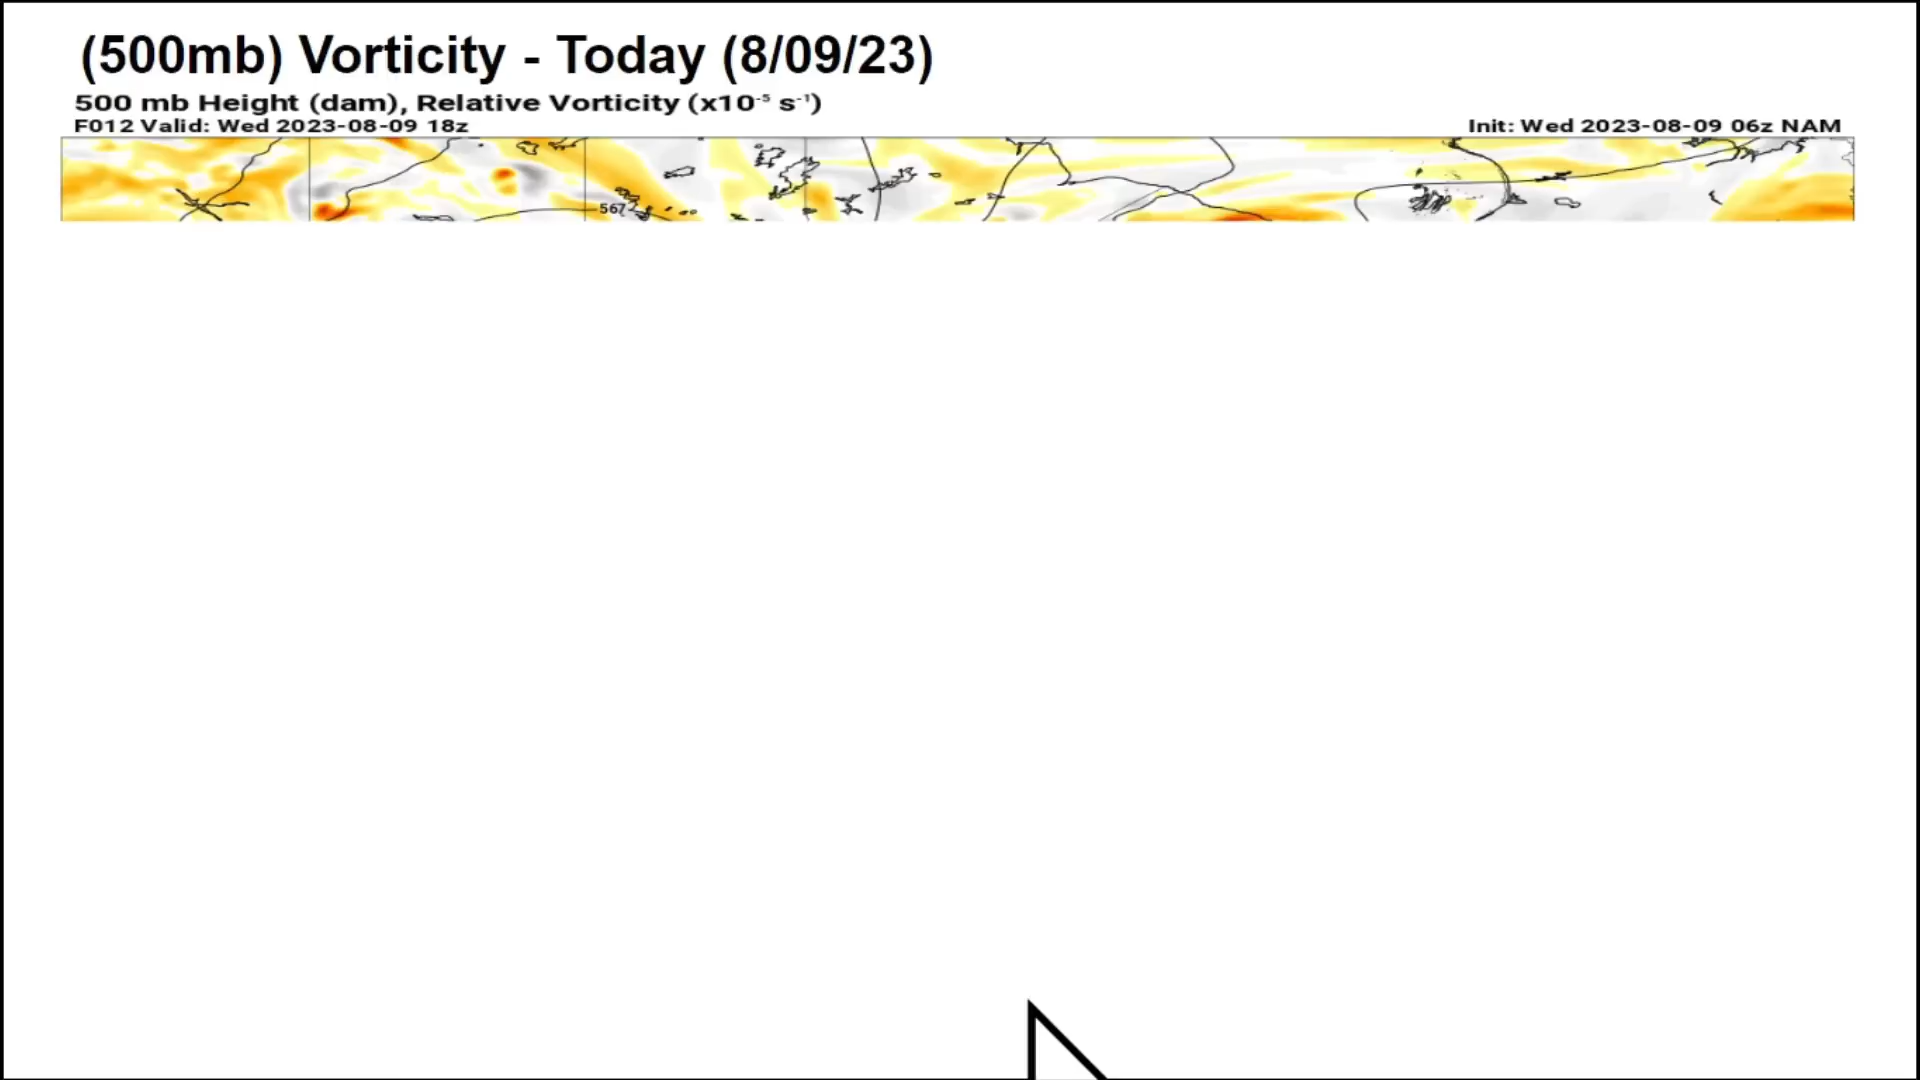 (500mb) Vorticity - Today (8/09/23)
500 mb Height (dam), Relative Vorticity (x10⁻⁵ s⁻¹)
F012 Valid: Wed 2023-08-09 18z
Init: Wed 2023-08-09 06z NAM
567